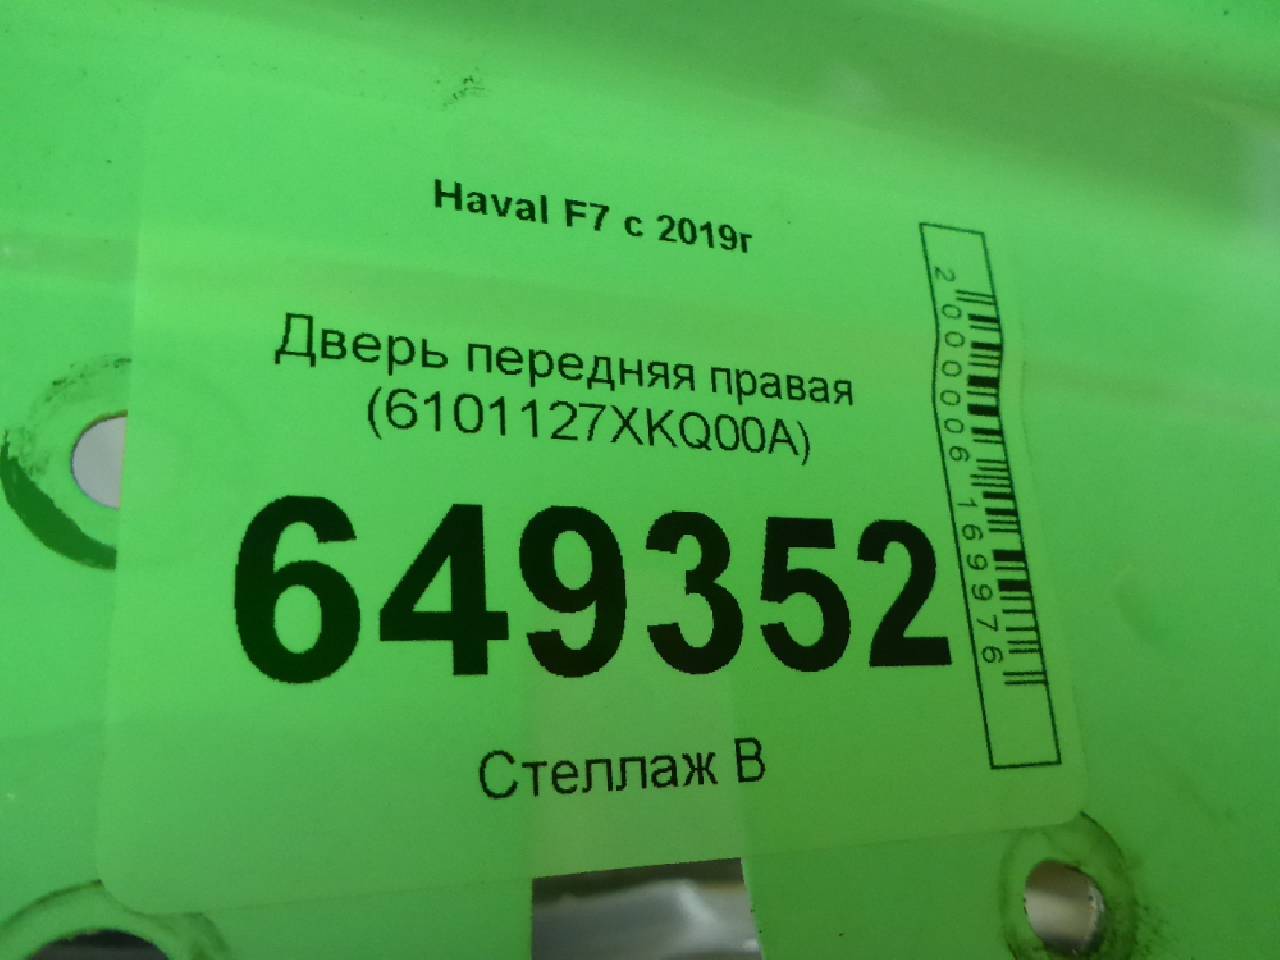 Haval F7 с 2019г
Дверь передняя правая
(6101127XKQ00A)
649352
Стеллаж В
2000006169976